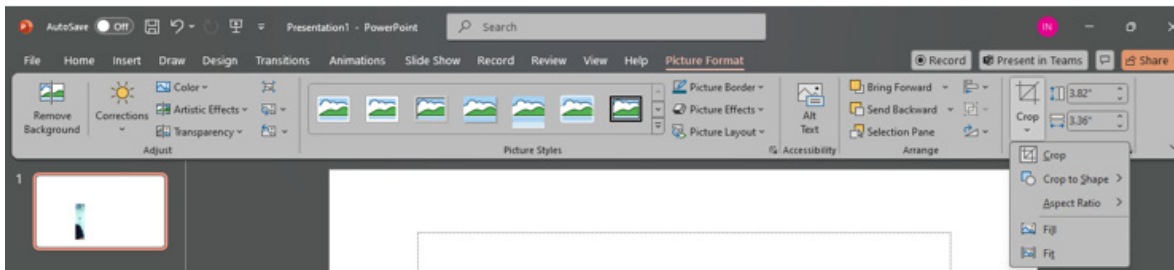 AutoSave Off Presentation1 - PowerPoint Search IN
File Home Insert Draw Design Transitions Animations Slide Show Record Review View Help Picture Format Record Present in Teams Share
Remove Background
Corrections
Color
Artistic Effects
Transparency
Adjust
Picture Styles
Picture Border
Picture Effects
Picture Layout
Alt Text
Accessibility
Bring Forward
Send Backward
Selection Pane
Arrange
Crop
3.82"
3.36"
Crop
Crop to Shape
Aspect Ratio
Fill
Fit
1